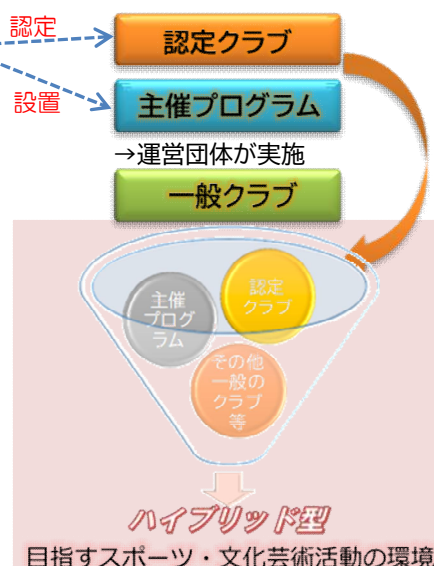 認定
認定クラブ
設置
主催プログラム
→運営団体が実施
一般クラブ
主催
プログ
ラム
認定
クラブ
その他
一般の
クラブ
等
ハイブリッド型
目指すスポーツ・文化芸術活動の環境